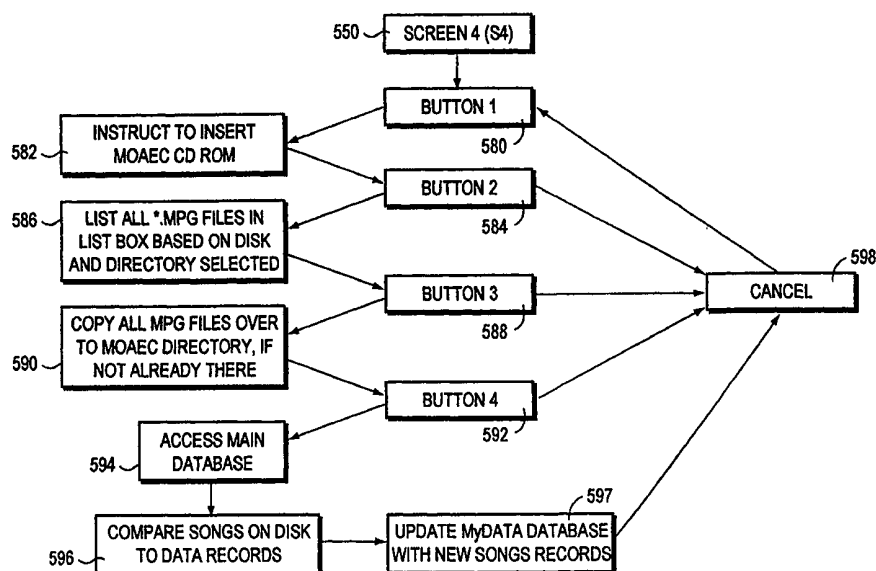 550
SCREEN 4 (S4)
BUTTON 1
580
582
INSTRUCT TO INSERT
MOAEC CD ROM
BUTTON 2
584
586
LIST ALL *.MPG FILES IN
LIST BOX BASED ON DISK
AND DIRECTORY SELECTED
BUTTON 3
588
598
CANCEL
590
COPY ALL MPG FILES OVER
TO MOAEC DIRECTORY, IF
NOT ALREADY THERE
BUTTON 4
592
594
ACCESS MAIN
DATABASE
596
COMPARE SONGS ON DISK
TO DATA RECORDS
597
UPDATE MyDATA DATABASE
WITH NEW SONGS RECORDS